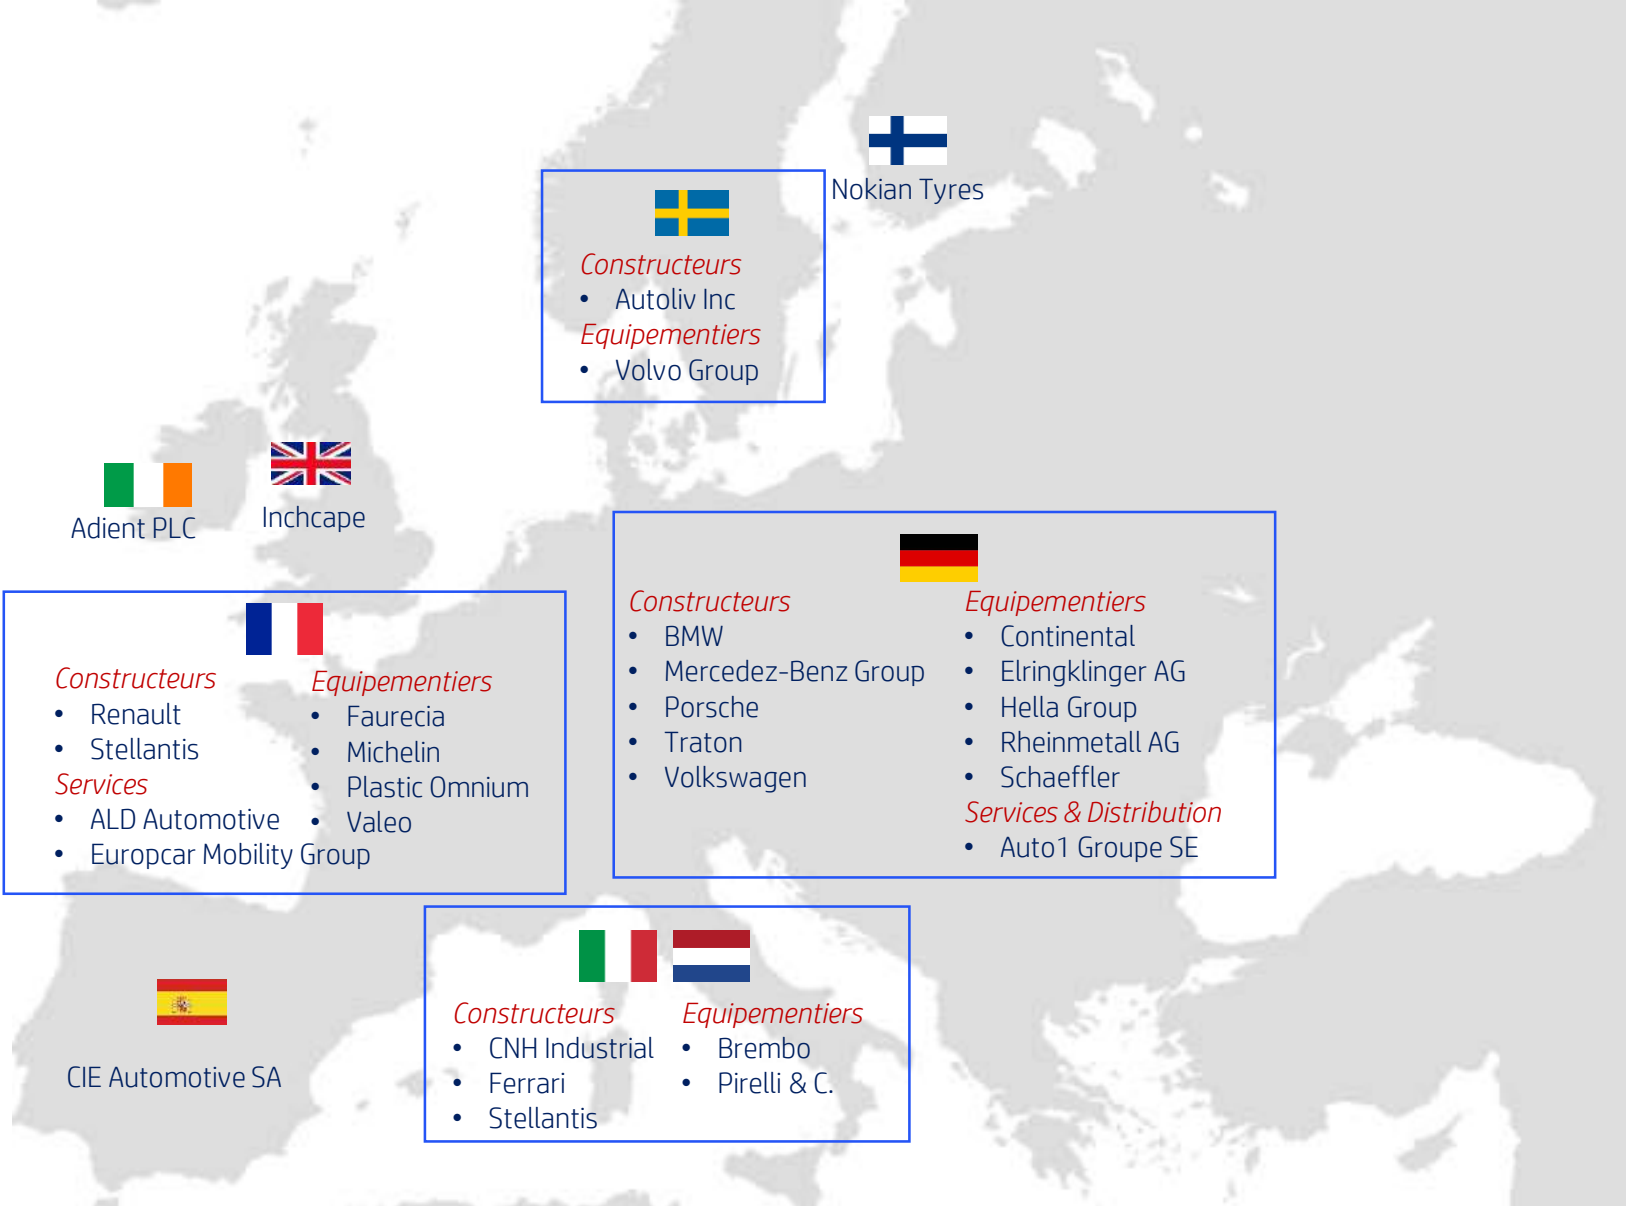 Nokian Tyres
Constructeurs
• Autoliv Inc
Equipementiers
• Volvo Group
Adient PLC
Inchcape
Constructeurs
• Renault
• Stellantis
Services
• ALD Automotive
• Europcar Mobility Group
Equipementiers
• Faurecia
• Michelin
• Plastic Omnium
• Valeo
Constructeurs
• BMW
• Mercedez-Benz Group
• Porsche
• Traton
• Volkswagen
Equipementiers
• Continental
• Elringklinger AG
• Hella Group
• Rheinmetall AG
• Schaeffler
Services & Distribution
• Auto1 Groupe SE
CIE Automotive SA
Constructeurs
• CNH Industrial
• Ferrari
• Stellantis
Equipementiers
• Brembo
• Pirelli & C.